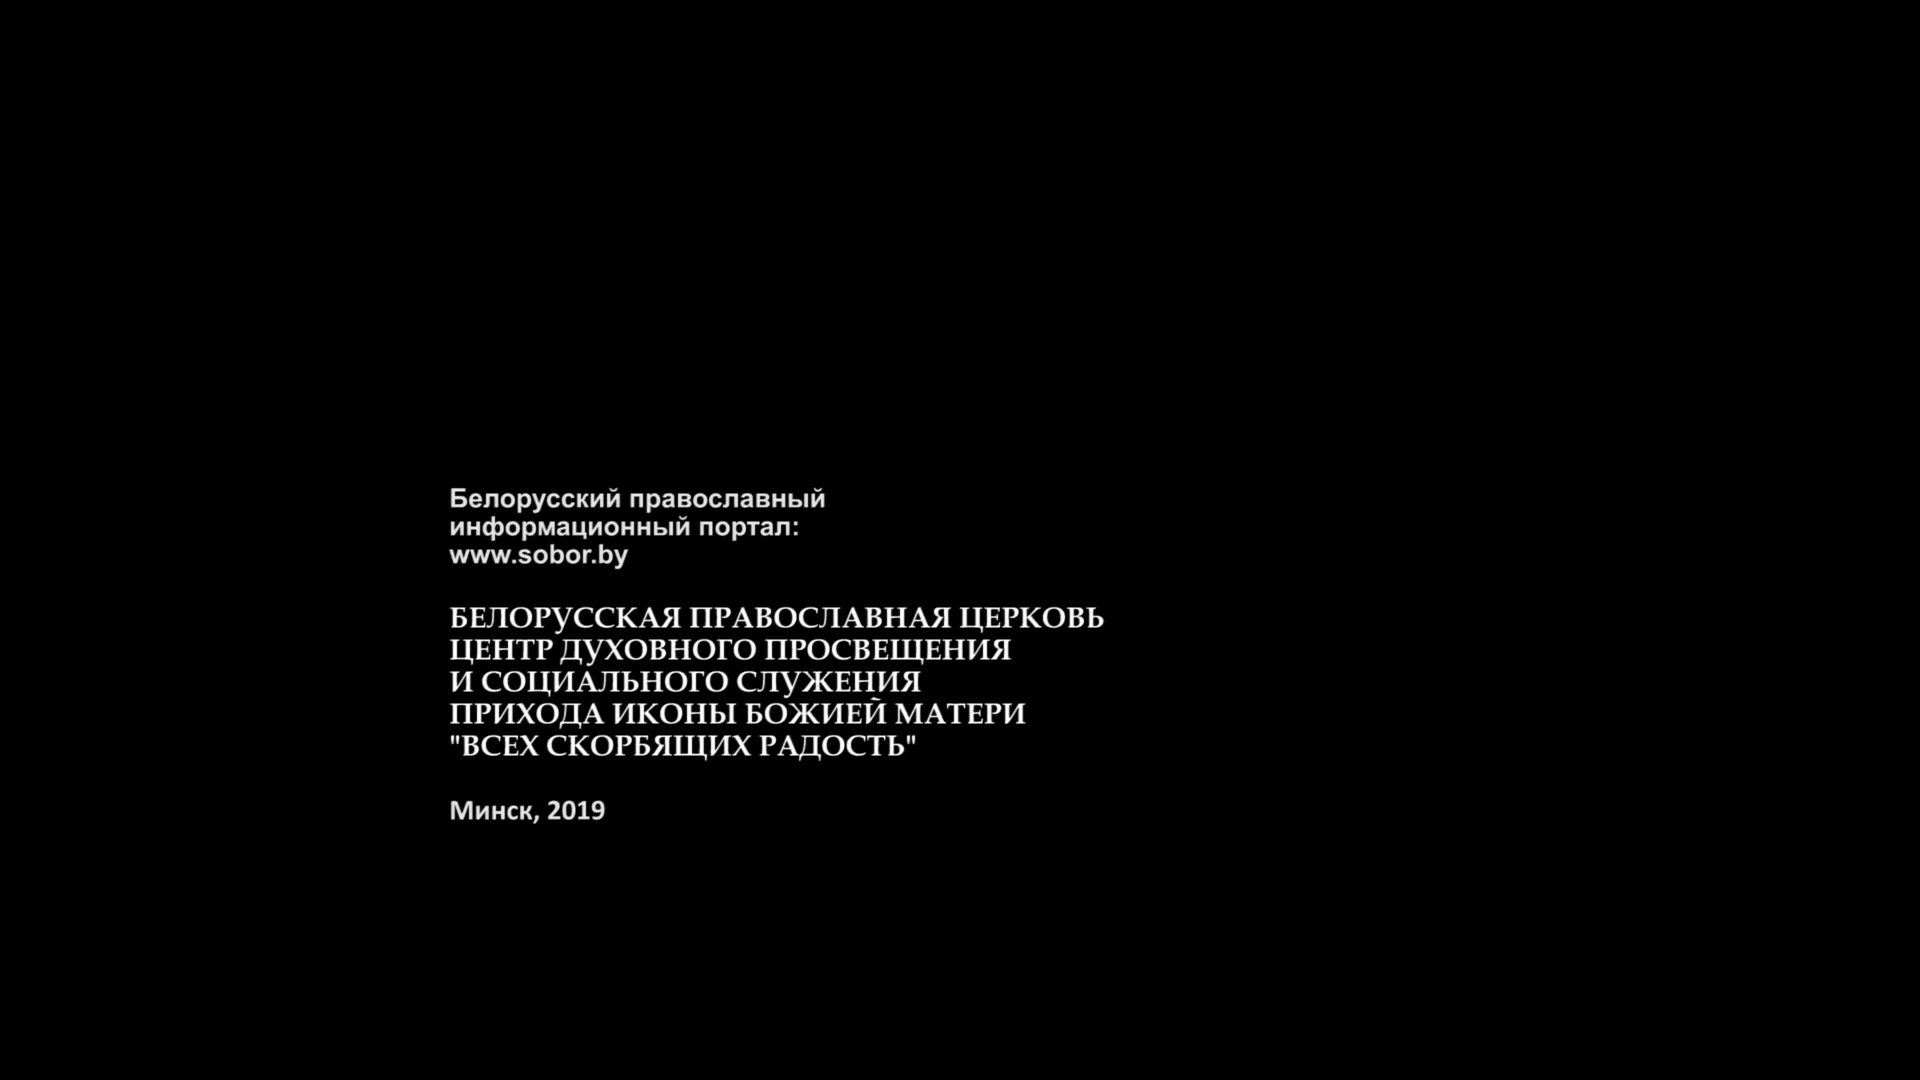 Белорусский православный
информационный портал:
www.sobor.by
БЕЛОРУССКАЯ ПРАВОСЛАВНАЯ ЦЕРКОВЬ
ЦЕНТР ДУХОВНОГО ПРОСВЕЩЕНИЯ
И СОЦИАЛЬНОГО СЛУЖЕНИЯ
ПРИХОДА ИКОНЫ БОЖИЕЙ МАТЕРИ
"ВСЕХ СКОРБЯЩИХ РАДОСТЬ"
Минск, 2019